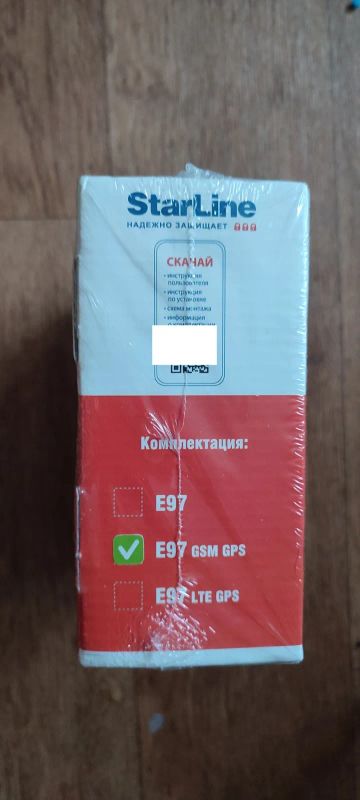 StarLine
НАДЕЖНО ЗАЩИЩАЕТ
СКАЧАЙ
• инструкция
пользователя
• инструкция
по установке
• схема монтажа
• информация
Комплектация:
E97
E97 GSM GPS
E97 LTE GPS